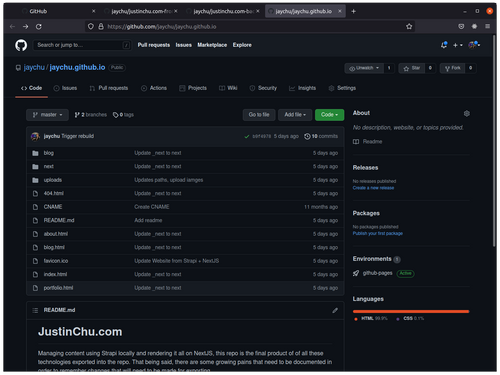 GitHub
jaychu/justinchu.com-fro
jaychu/justinchu.com-ba
jaychu/jaychu.github.io
https://github.com/jaychu/jaychu.github.io
Search or jump to…
Pull requests Issues Marketplace Explore
jaychu / jaychu.github.io Public
Unwatch 1 Star 0 Fork 0
Code Issues Pull requests Actions Projects Wiki Security Insights Settings
master 2 branches 0 tags Go to file Add file Code
jaychu Trigger rebuild 5 days ago 10 commits
blog Update _next to next 5 days ago
next Update _next to next 5 days ago
uploads Updates paths, upload iamges 5 days ago
404.html Update _next to next 5 days ago
CNAME Create CNAME 11 months ago
README.md Add readme 5 days ago
about.html Update _next to next 5 days ago
blog.html Update _next to next 5 days ago
favicon.ico Update Website from Strapi + NextJS 5 days ago
index.html Update _next to next 5 days ago
portfolio.html Update _next to next 5 days ago
README.md
JustinChu.com
Managing content using Strapi locally and rendering it all on NextJS, this repo is the final product of of all these
technologies exported into the repo. That being said, there are some growing pains that need to be documented in
order to remember changes that will need to be made for exporting.
About
No description, website, or topics provided.
Readme
Releases
No releases published
Create a new release
Packages
No packages published
Publish your first package
Environments 1
github-pages Active
Languages
HTML 99.9% CSS 0.1%